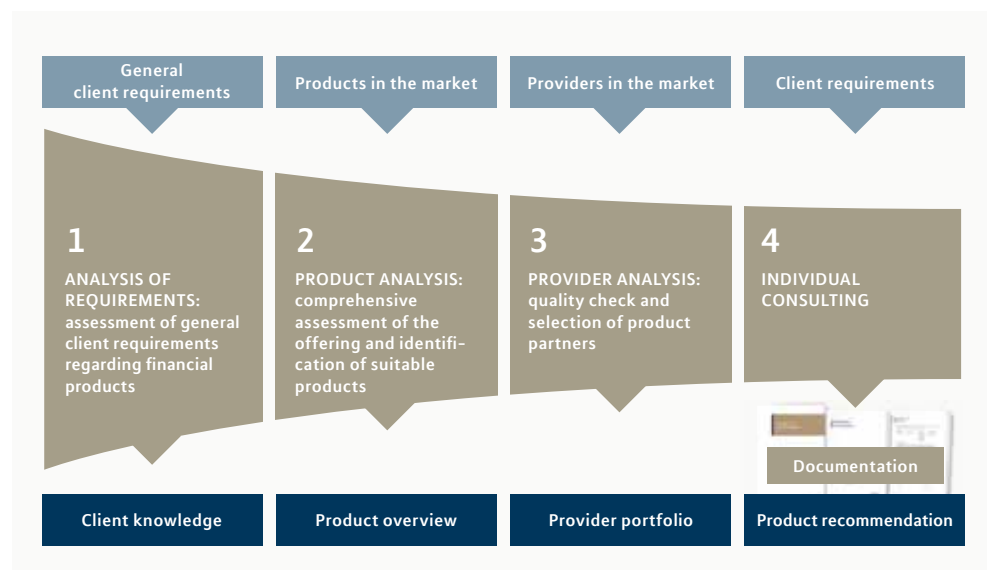 General
client requirements
Products in the market
Providers in the market
Client requirements
1
ANALYSIS OF
REQUIREMENTS:
assessment of general
client requirements
regarding financial
products
2
PRODUCT ANALYSIS:
comprehensive
assessment of the
offering and identifi-
cation of suitable
products
3
PROVIDER ANALYSIS:
quality check and
selection of product
partners
4
INDIVIDUAL
CONSULTING
Documentation
Client knowledge
Product overview
Provider portfolio
Product recommendation